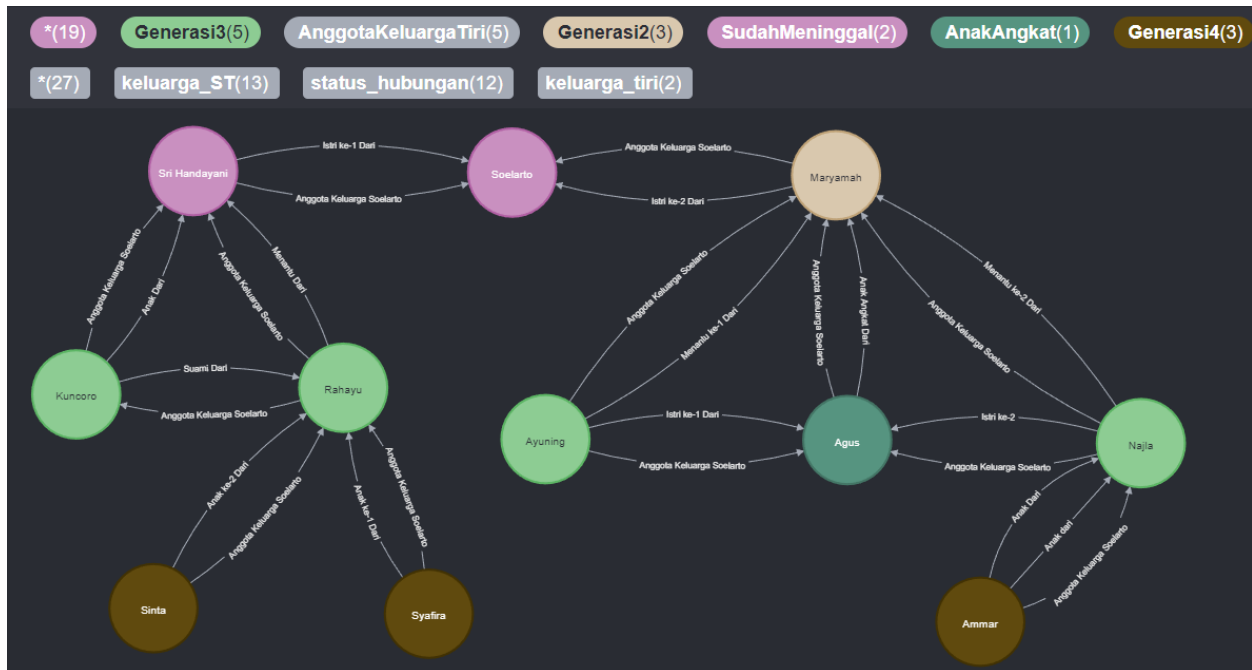 *(19) Generasi3(5) AnggotaKeluargaTiri(5) Generasi2(3) SudahMeninggal(2) AnakAngkat(1) Generasi4(3)
*(27) keluarga_ST(13) status_hubungan(12) keluarga_tiri(2)
Istri ke-1 Dari
Anggota Keluarga Soelarto
Sri Handayani
Soelarto
Maryamah
Anggota Keluarga Soelarto
Istri ke-2 Dari
Anggota Keluarga Soelarto
Anak Dari
Anggota Keluarga Soelarto
Menantu Dari
Anggota Keluarga Soelarto
Menantu ke-1 Dari
Anggota Keluarga Soelarto
Anak Angkat Dari
Anggota Keluarga Soelarto
Menantu ke-2 Dari
Suami Dari
Kuncoro
Rahayu
Anggota Keluarga Soelarto
Istri ke-1 Dari
Istri ke-2
Ayuning
Agus
Najla
Anggota Keluarga Soelarto
Anggota Keluarga Soelarto
Anak ke-2 Dari
Anggota Keluarga Soelarto
Anak ke-1 Dari
Anggota Keluarga Soelarto
Anak Dari
Anak dari
Anggota Keluarga Soelarto
Sinta
Syafira
Ammar